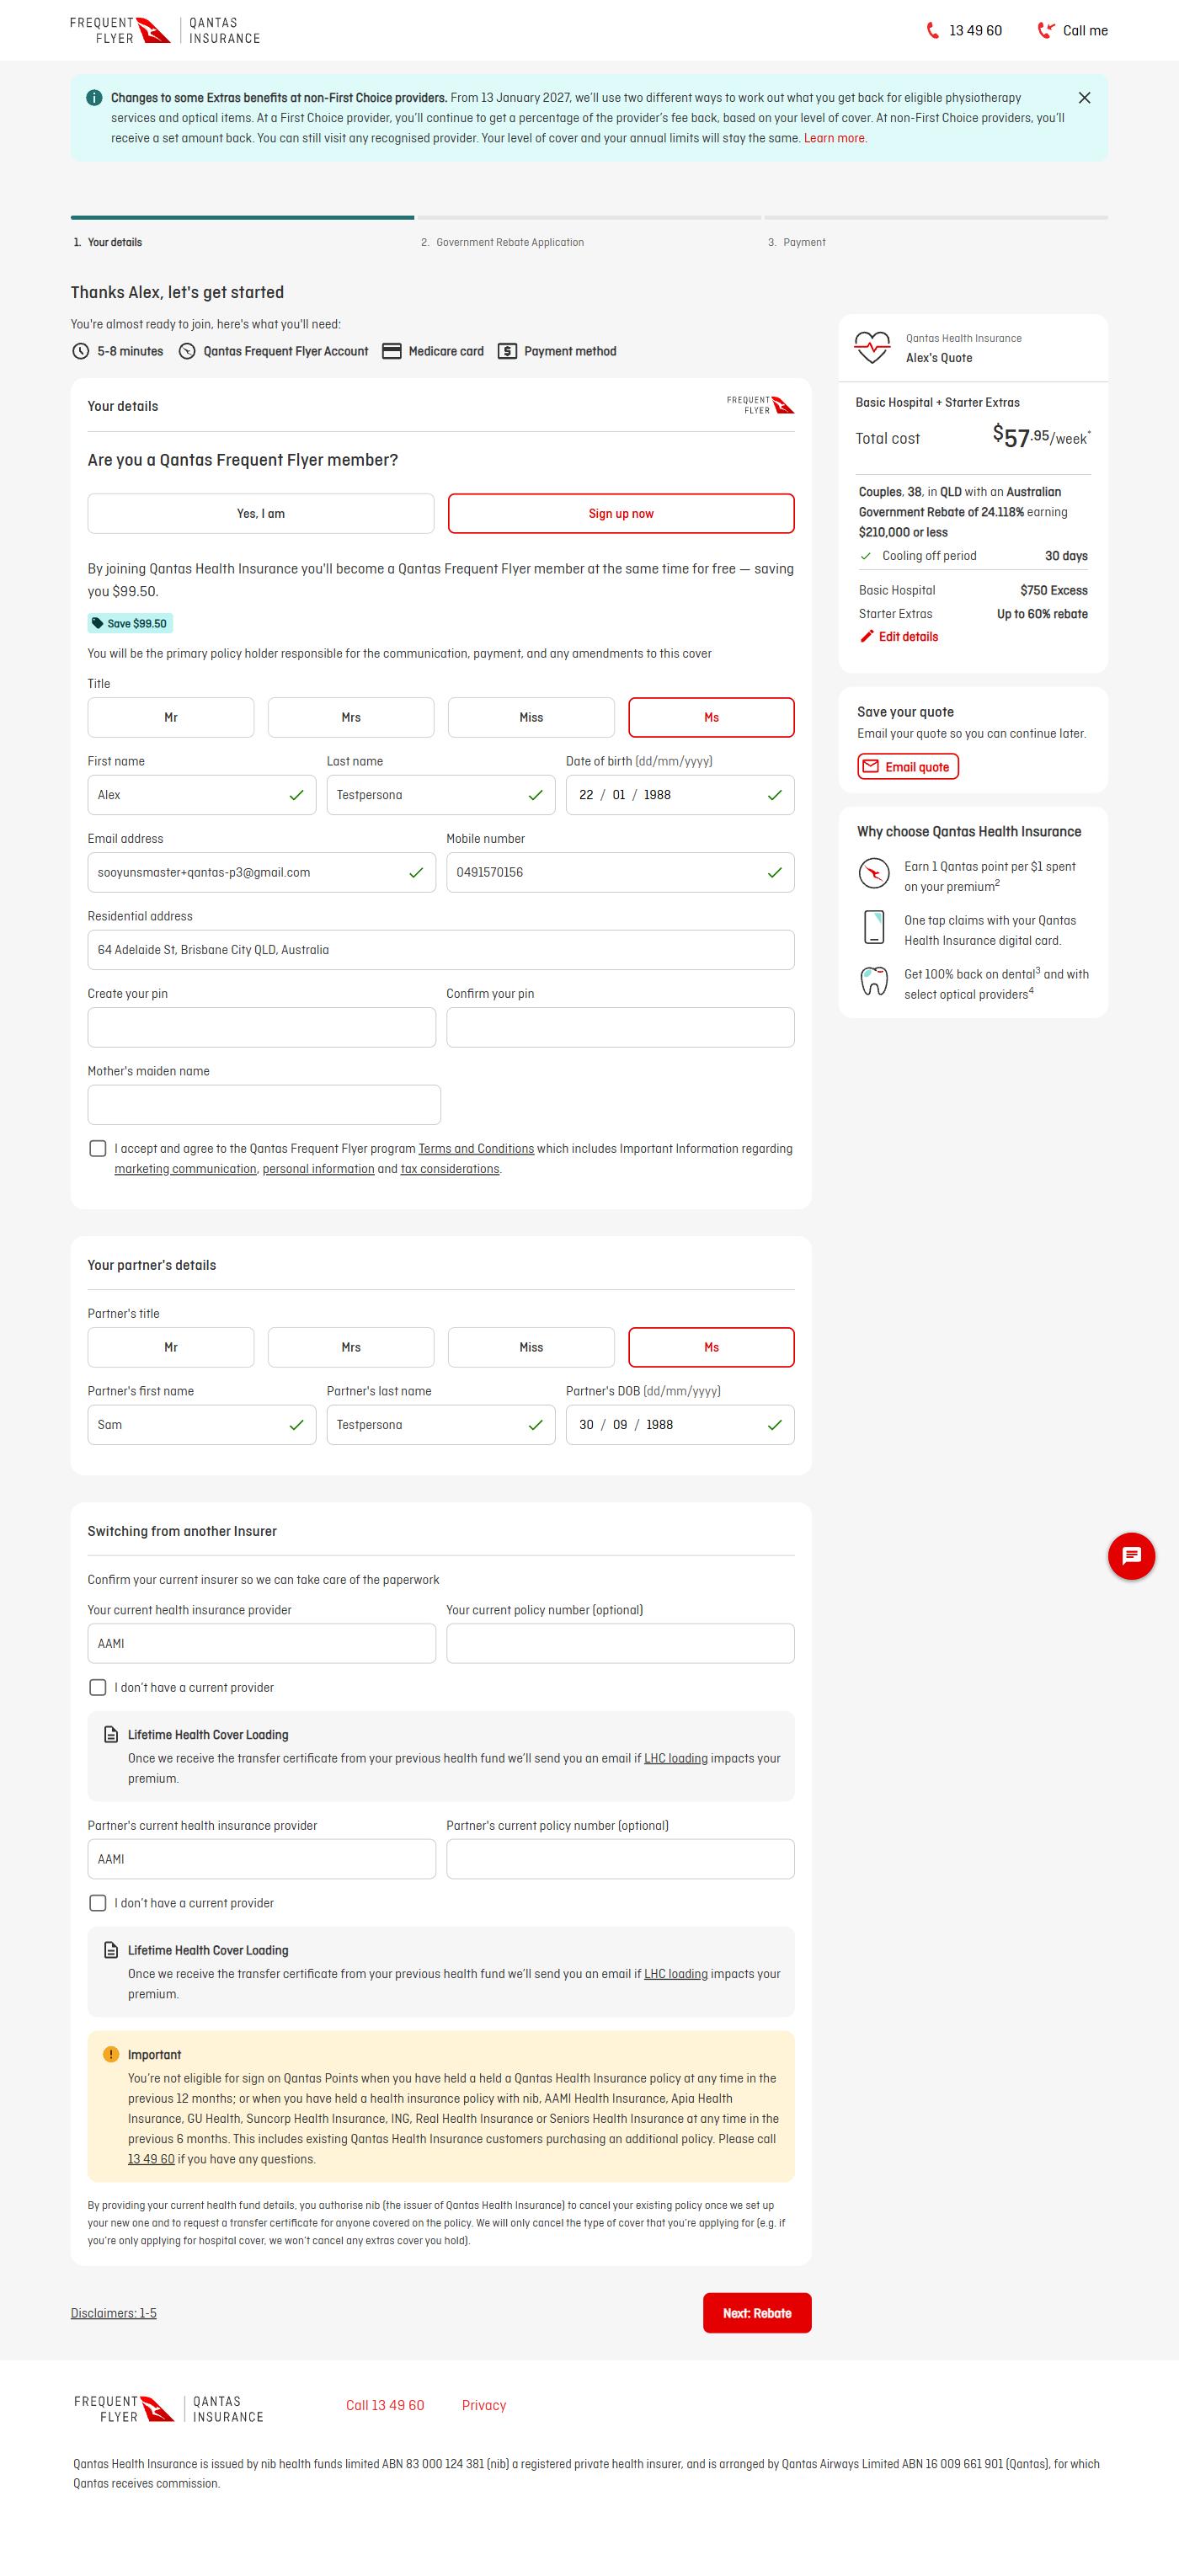 FREQUENT FLYER QANTAS INSURANCE
13 49 60
Call me
Changes to some Extras benefits at non-First Choice providers. From 13 January 2027, we'll use two different ways to work out what you get back for eligible physiotherapy
services and optical items. At a First Choice provider, you'll continue to get a percentage of the provider's fee back, based on your level of cover. At non-First Choice providers, you'll
receive a set amount back. You can still visit any recognised provider. Your level of cover and your annual limits will stay the same. Learn more.
1. Your details
2. Government Rebate Application
3. Payment
Thanks Alex, let's get started
You're almost ready to join, here's what you'll need:
5-8 minutes
Qantas Frequent Flyer Account
Medicare card
Payment method
Your details
FREQUENT FLYER
Are you a Qantas Frequent Flyer member?
Yes, I am
Sign up now
By joining Qantas Health Insurance you'll become a Qantas Frequent Flyer member at the same time for free — saving
you $99.50.
Save $99.50
You will be the primary policy holder responsible for the communication, payment, and any amendments to this cover
Title
Mr
Mrs
Miss
Ms
First name
Last name
Date of birth (dd/mm/yyyy)
Alex
Testpersona
22 / 01 / 1988
Email address
Mobile number
sooyunsmaster+qantas-p3@gmail.com
0491570156
Residential address
64 Adelaide St, Brisbane City QLD, Australia
Create your pin
Confirm your pin
Mother's maiden name
I accept and agree to the Qantas Frequent Flyer program Terms and Conditions which includes Important Information regarding
marketing communication, personal information and tax considerations.
Your partner's details
Partner's title
Mr
Mrs
Miss
Ms
Partner's first name
Partner's last name
Partner's DOB (dd/mm/yyyy)
Sam
Testpersona
30 / 09 / 1988
Switching from another Insurer
Confirm your current insurer so we can take care of the paperwork
Your current health insurance provider
Your current policy number (optional)
AAMI
I don't have a current provider
Lifetime Health Cover Loading
Once we receive the transfer certificate from your previous health fund we'll send you an email if LHC loading impacts your
premium.
Partner's current health insurance provider
Partner's current policy number (optional)
AAMI
I don't have a current provider
Lifetime Health Cover Loading
Once we receive the transfer certificate from your previous health fund we'll send you an email if LHC loading impacts your
premium.
Important
You're not eligible for sign on Qantas Points when you have held a held a Qantas Health Insurance policy at any time in the
previous 12 months; or when you have held a health insurance policy with nib, AAMI Health Insurance, Apia Health
Insurance, GU Health, Suncorp Health Insurance, ING, Real Health Insurance or Seniors Health Insurance at any time in the
previous 6 months. This includes existing Qantas Health Insurance customers purchasing an additional policy. Please call
13 49 60 if you have any questions.
By providing your current health fund details, you authorise nib (the issuer of Qantas Health Insurance) to cancel your existing policy once we set up
your new one and to request a transfer certificate for anyone covered on the policy. We will only cancel the type of cover that you're applying for (e.g. if
you're only applying for hospital cover, we won't cancel any extras cover you hold).
Disclaimers: 1-5
Next: Rebate
Qantas Health Insurance
Alex's Quote
Basic Hospital + Starter Extras
Total cost
$57.95/week*
Couples, 38, in QLD with an Australian
Government Rebate of 24.118% earning
$210,000 or less
Cooling off period
30 days
Basic Hospital
$750 Excess
Starter Extras
Up to 60% rebate
Edit details
Save your quote
Email your quote so you can continue later.
Email quote
Why choose Qantas Health Insurance
Earn 1 Qantas point per $1 spent
on your premium2
One tap claims with your Qantas
Health Insurance digital card.
Get 100% back on dental3 and with
select optical providers4
FREQUENT FLYER QANTAS INSURANCE
Call 13 49 60
Privacy
Qantas Health Insurance is issued by nib health funds limited ABN 83 000 124 381 (nib) a registered private health insurer, and is arranged by Qantas Airways Limited ABN 16 009 661 901 (Qantas), for which
Qantas receives commission.